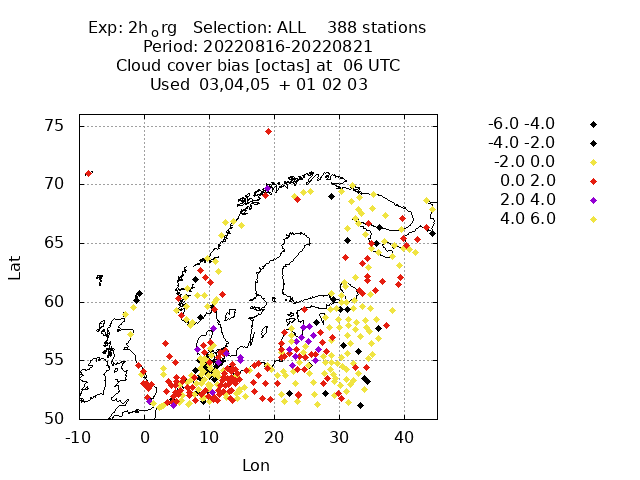 Exp: 2h_o rg Selection: ALL 388 stations
Period: 20220816-20220821
Cloud cover bias [octas] at 06 UTC
Used 03,04,05 + 01 02 03
75
70
65
60
55
50
-10 0 10 20 30 40
Lat
Lon
-6.0 -4.0
-4.0 -2.0
-2.0 0.0
0.0 2.0
2.0 4.0
4.0 6.0